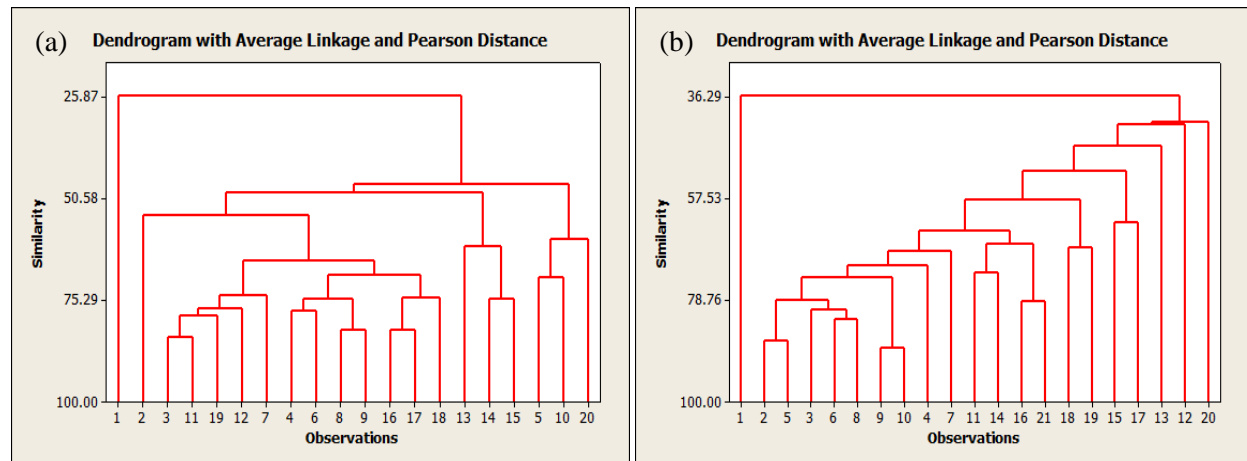 (a) Dendrogram with Average Linkage and Pearson Distance
25.87
50.58
75.29
100.00
Similarity
1 2 3 11 19 12 7 4 6 8 9 16 17 18 13 14 15 5 10 20
Observations
(b) Dendrogram with Average Linkage and Pearson Distance
36.29
57.53
78.76
100.00
Similarity
1 2 5 3 6 8 9 10 4 7 11 14 16 21 18 19 15 17 13 12 20
Observations